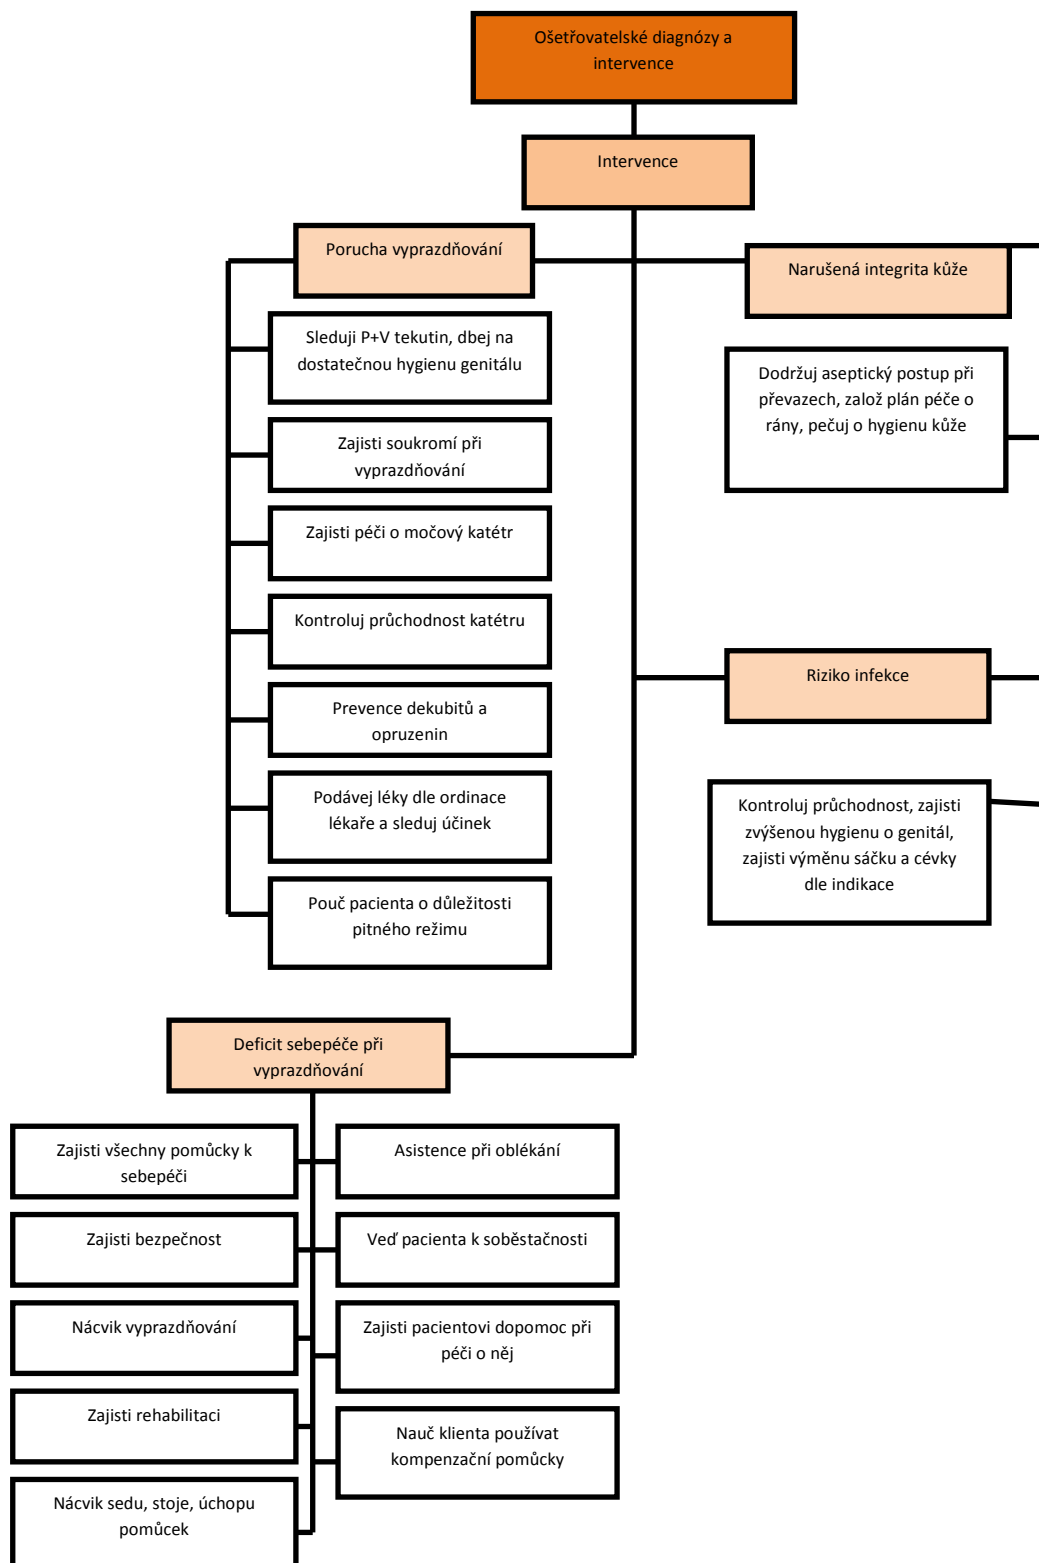 Ošetřovatelské diagnózy a
intervence
Intervence
Porucha vyprazdňování
Narušená integrita kůže
Sleduji P+V tekutin, dbej na
dostatečnou hygienu genitálu
Dodržuj aseptický postup při
převazech, založ plán péče o
rány, pečuj o hygienu kůže
Zajisti soukromí při
vyprazdňování
Zajisti péči o močový katétr
Kontroluj průchodnost katétru
Riziko infekce
Prevence dekubitů a
opruzenin
Podávej léky dle ordinace
lékaře a sleduj účinek
Kontroluj průchodnost, zajisti
zvýšenou hygienu o genitál,
zajisti výměnu sáčku a cévky
dle indikace
Pouč pacienta o důležitosti
pitného režimu
Deficit sebepéče při
vyprazdňování
Zajisti všechny pomůcky k
sebepéči
Asistence při oblékání
Zajisti bezpečnost
Veď pacienta k soběstačnosti
Nácvik vyprazdňování
Zajisti pacientovi dopomoc při
péči o něj
Zajisti rehabilitaci
Nauč klienta používat
kompenzační pomůcky
Nácvik sedu, stoje, úchopu
pomůcek